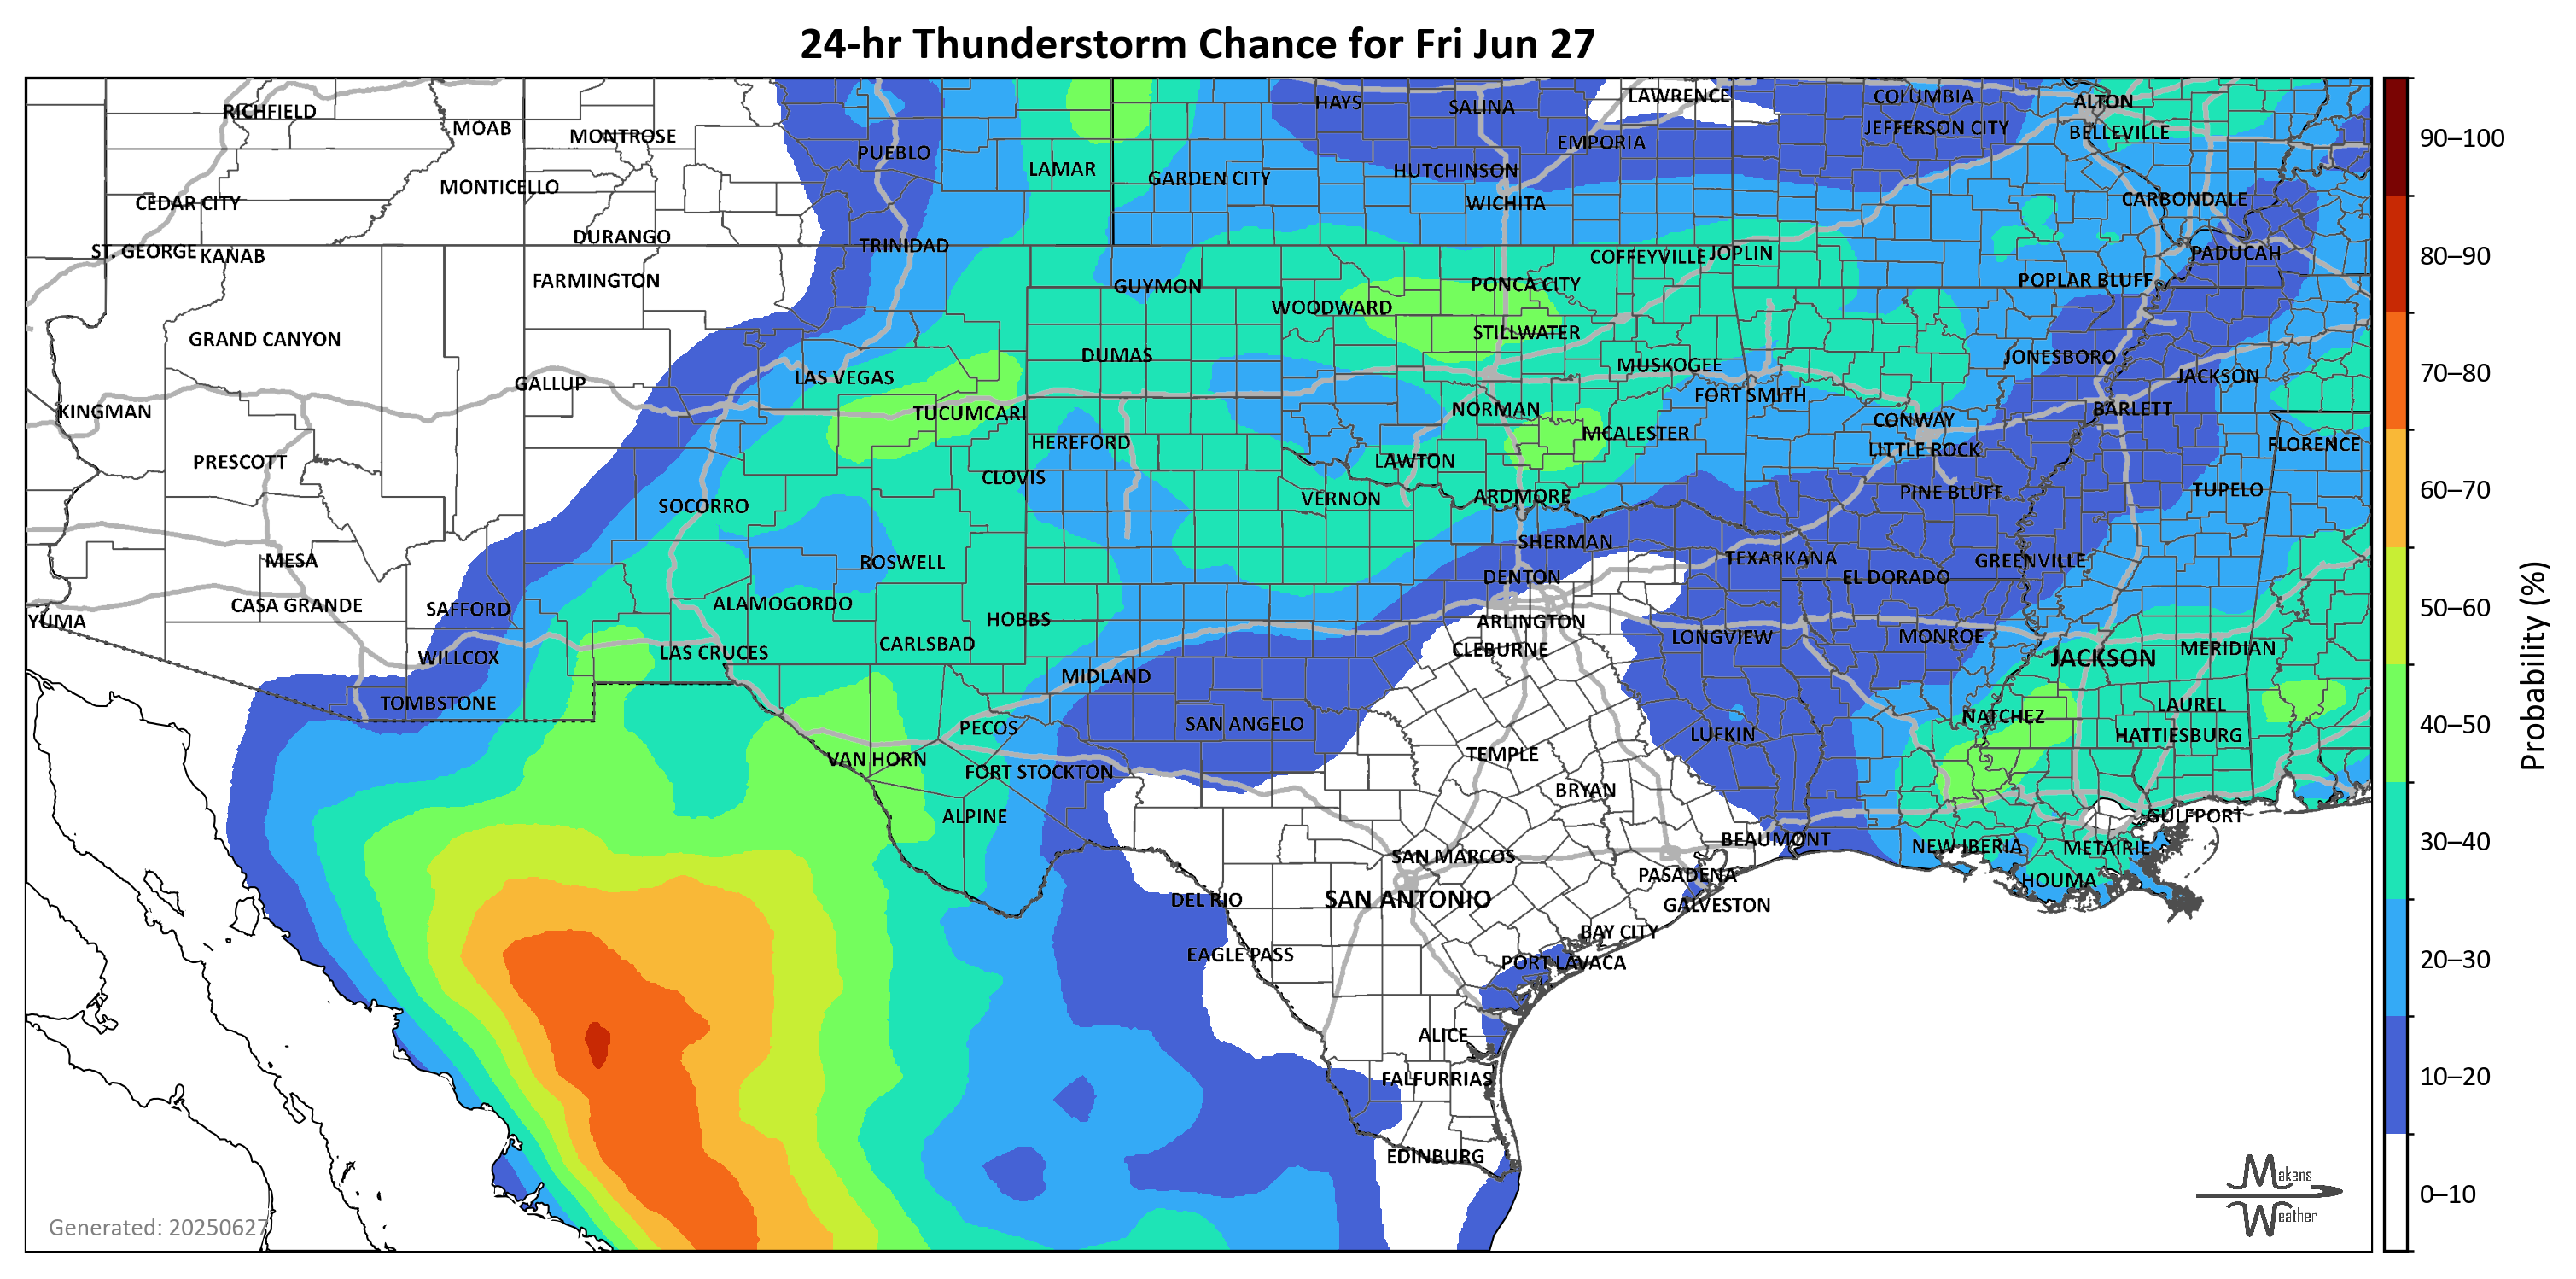 24-hr Thunderstorm Chance for Fri Jun 27
RICHFIELD
MOAB
MONTROSE
PUEBLO
LAMAR
GARDEN CITY
HAYS
SALINA
LAWRENCE
EMPORIA
HUTCHINSON
WICHITA
COLUMBIA
JEFFERSON CITY
ALTON
BELLEVILLE
CARBONDALE
CEDAR CITY
MONTICELLO
DURANGO
TRINIDAD
ST. GEORGE
KANAB
FARMINGTON
GUYMON
WOODWARD
PONCA CITY
COFFEYVILLE
JOPLIN
POPLAR BLUFF
PADUCAH
GRAND CANYON
GALLUP
LAS VEGAS
DUMAS
STILLWATER
MUSKOGEE
JONESBORO
JACKSON
KINGMAN
TUCUMCARI
HEREFORD
NORMAN
FORT SMITH
CONWAY
BARLETT
MCALESTER
LITTLE ROCK
FLORENCE
PRESCOTT
CLOVIS
LAWTON
SOCORRO
VERNON
ARDMORE
PINE BLUFF
TUPELO
MESA
ROSWELL
SHERMAN
TEXARKANA
GREENVILLE
DENTON
EL DORADO
CASA GRANDE
SAFFORD
ALAMOGORDO
HOBBS
YUMA
ARLINGTON
LONGVIEW
MONROE
WILLCOX
LAS CRUCES
CARLSBAD
CLEBURNE
JACKSON
MERIDIAN
MIDLAND
TOMBSTONE
PECOS
SAN ANGELO
LUFKIN
NATCHEZ
LAUREL
HATTIESBURG
VAN HORN
FORT STOCKTON
TEMPLE
BRYAN
ALPINE
BEAUMONT
NEW IBERIA
METAIRIE
GULFPORT
SAN MARCOS
PASADENA
HOUMA
DEL RIO
SAN ANTONIO
GALVESTON
EAGLE PASS
BAY CITY
PORT LAVACA
ALICE
FALFURRIAS
EDINBURG
90–100
80–90
70–80
60–70
50–60
40–50
30–40
20–30
10–20
0–10
Probability (%)
Makens
Weather
Generated: 20250627